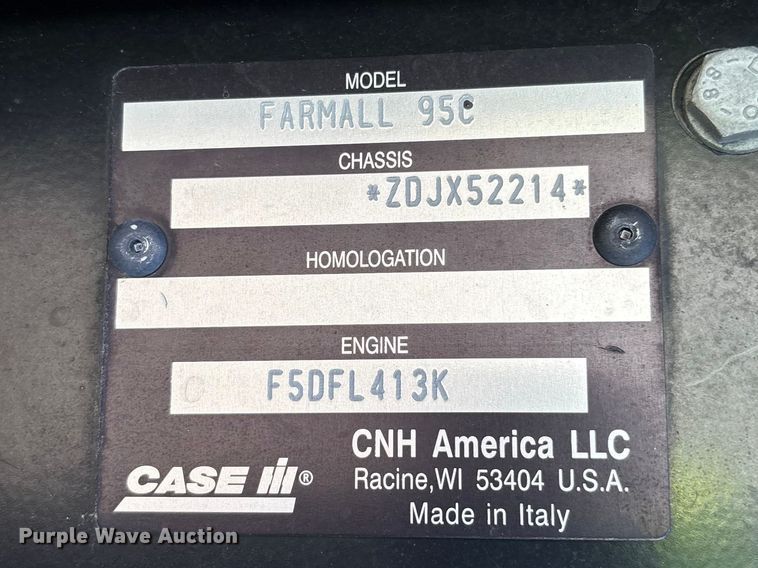 MODEL
FARMALL 95C
CHASSIS
*ZDJX52214*
HOMOLOGATION
ENGINE
F5DFL413K
CASE IH®
CNH America LLC
Racine,WI 53404 U.S.A.
Made in Italy
Purple Wave Auction